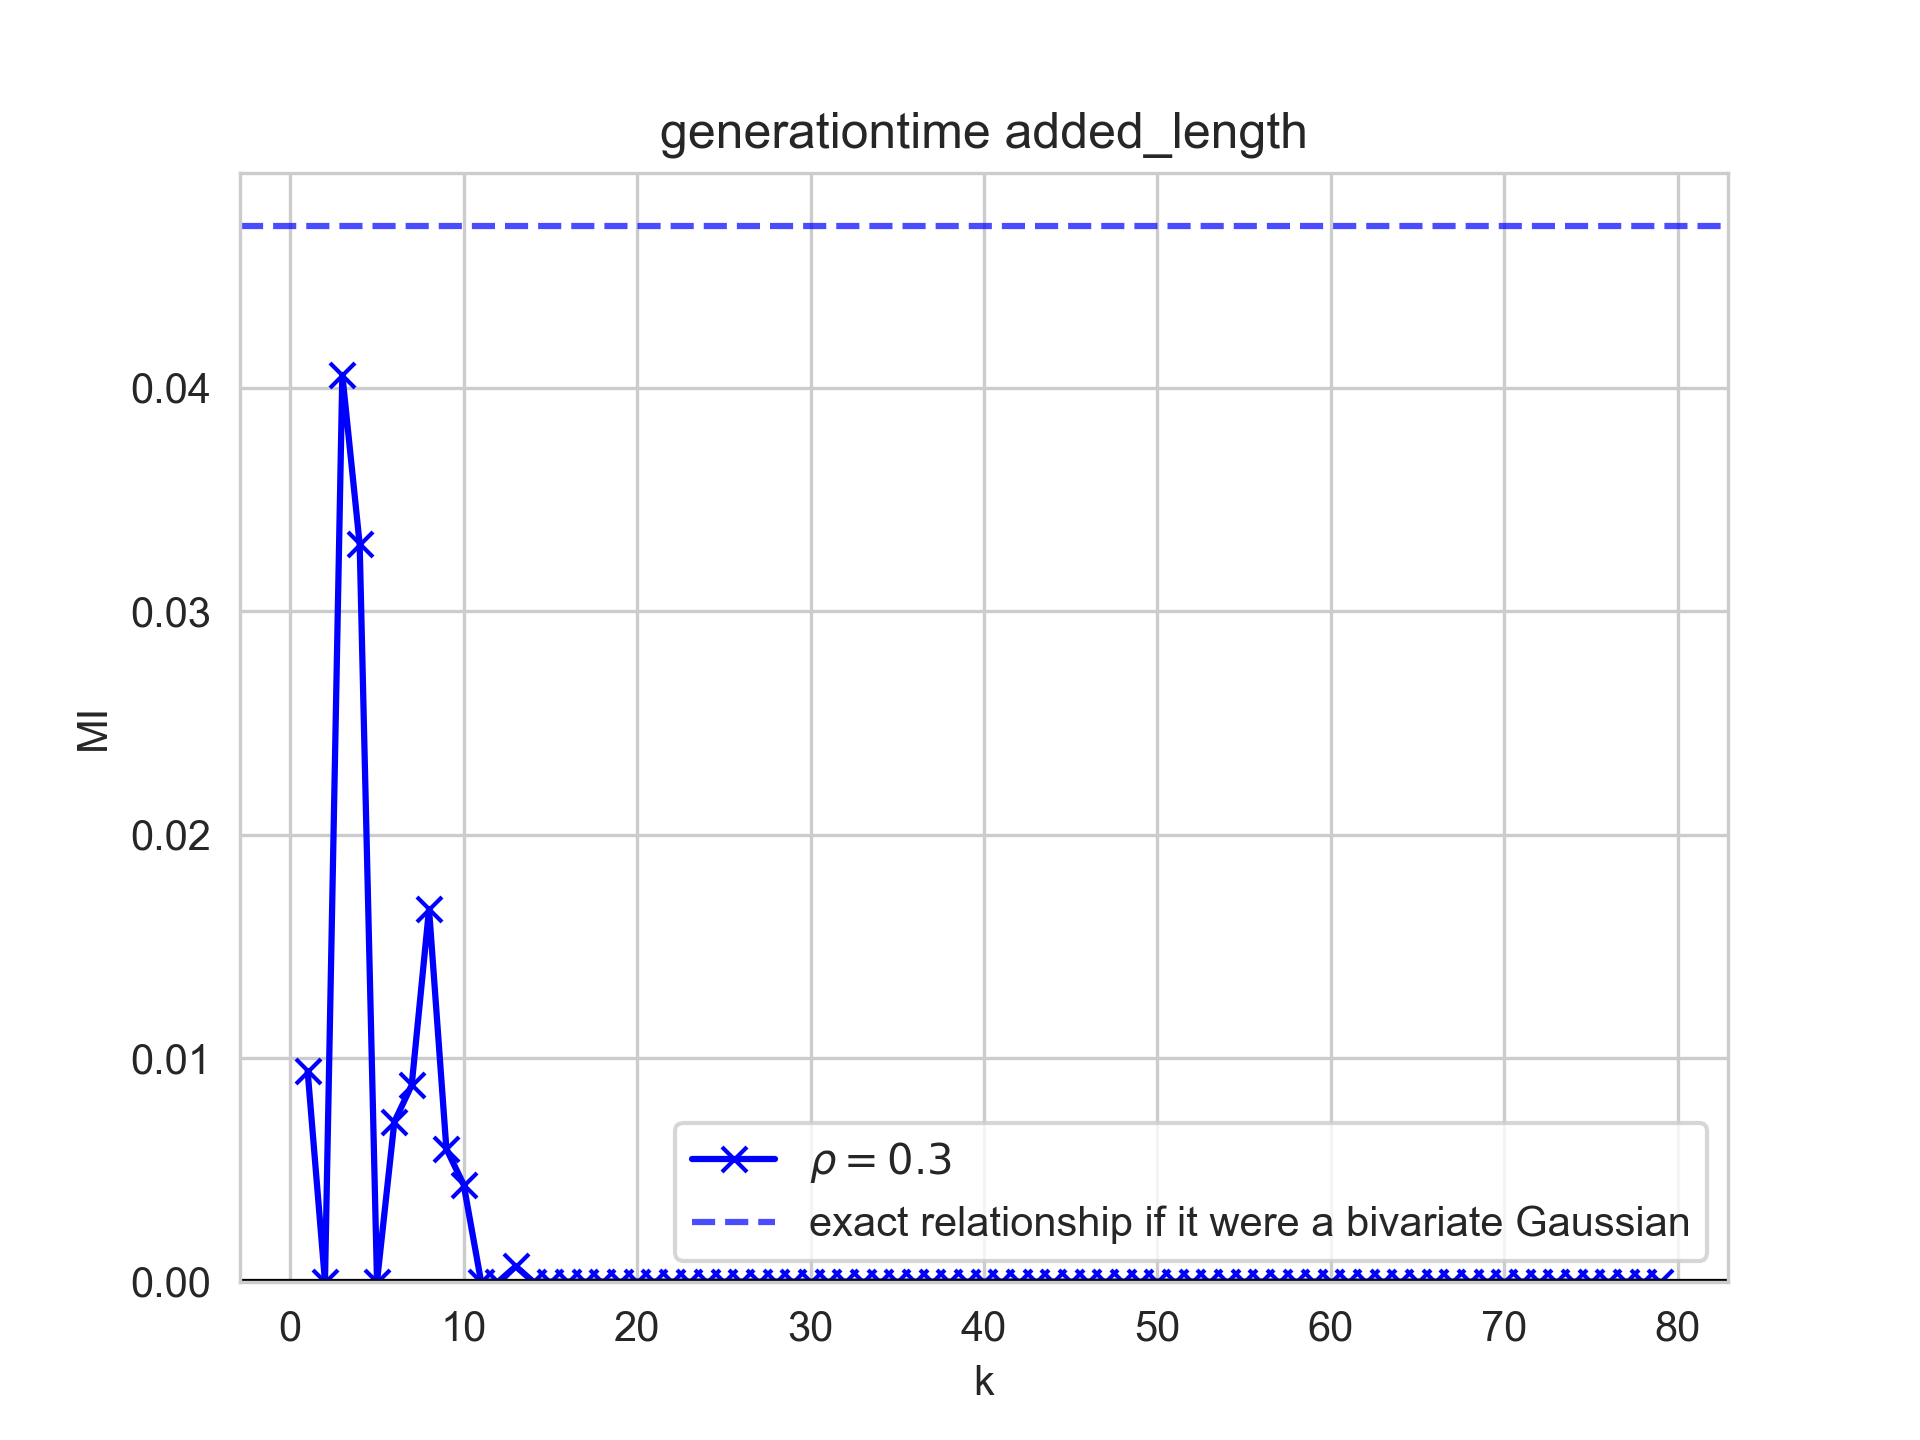 generationtime added_length
MI
0.04
0.03
0.02
0.01
0.00
ρ = 0.3
exact relationship if it were a bivariate Gaussian
0 10 20 30 40 50 60 70 80
k